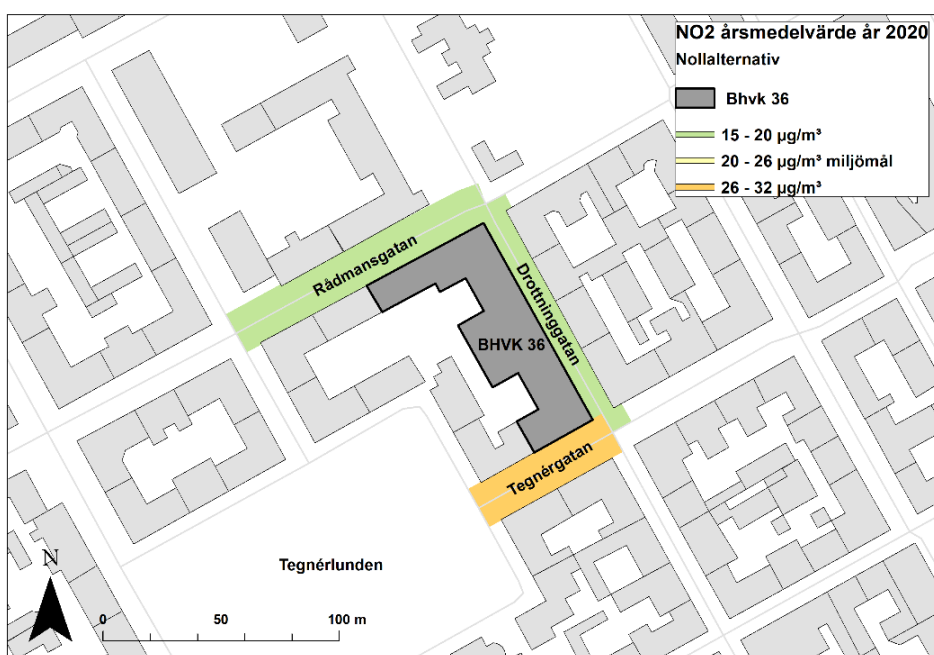 NO2 årsmedelvärde år 2020
Nollalternativ
Bhvk 36
15 - 20 µg/m³
20 - 26 µg/m³ miljömål
26 - 32 µg/m³
Rådmansgatan
Drottninggatan
BHVK 36
Tegnérgatan
Tegnérlunden
N
0 50 100 m